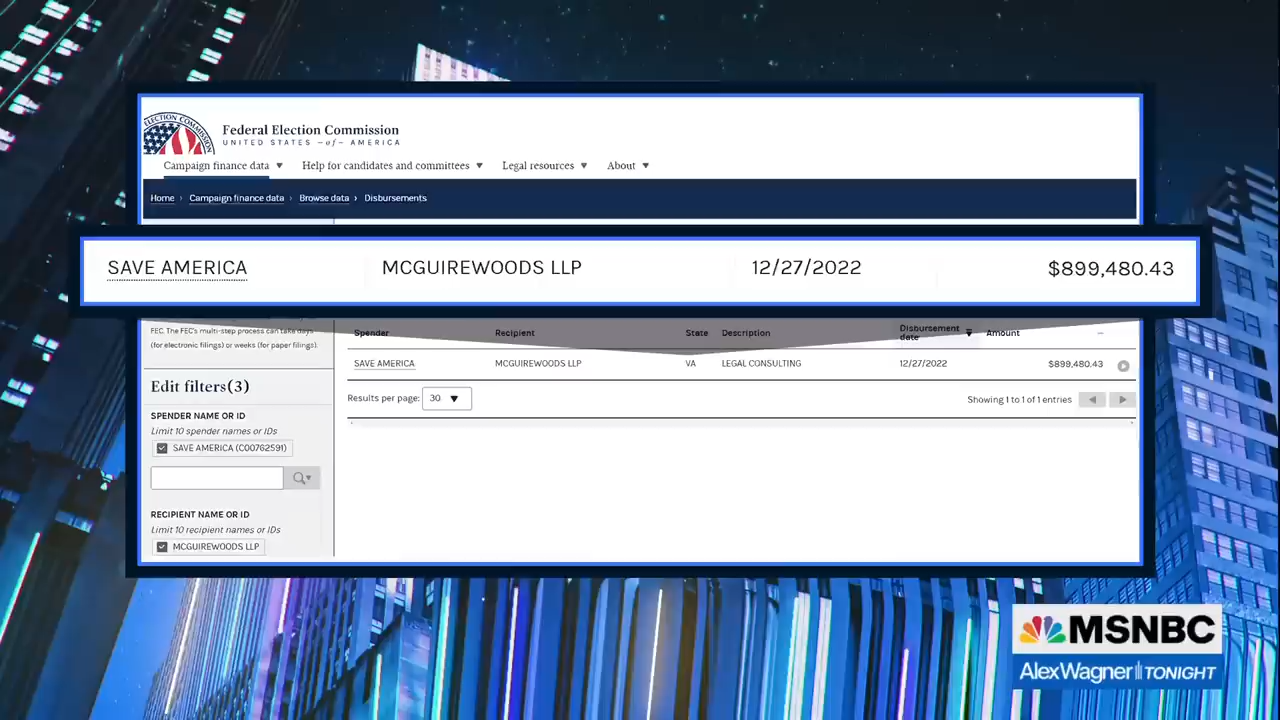 ELECTION COMMISSION
Federal Election Commission
UNITED STATES -of- AMERICA
Campaign finance data Help for candidates and committees Legal resources About
Home › Campaign finance data › Browse data › Disbursements
SAVE AMERICA MCGUIREWOODS LLP 12/27/2022 $899,480.43
FEC. The FEC's multi-step process can take days
(for electronic filings) or weeks (for paper filings).
Spender Recipient State Description Disbursement date Amount
SAVE AMERICA MCGUIREWOODS LLP VA LEGAL CONSULTING 12/27/2022 $899,480.43
Edit filters(3)
Results per page: 30 Showing 1 to 1 of 1 entries
SPENDER NAME OR ID
Limit 10 spender names or IDs
SAVE AMERICA (C00762591)
RECIPIENT NAME OR ID
Limit 10 recipient names or IDs
MCGUIREWOODS LLP
MSNBC
AlexWagner TONIGHT